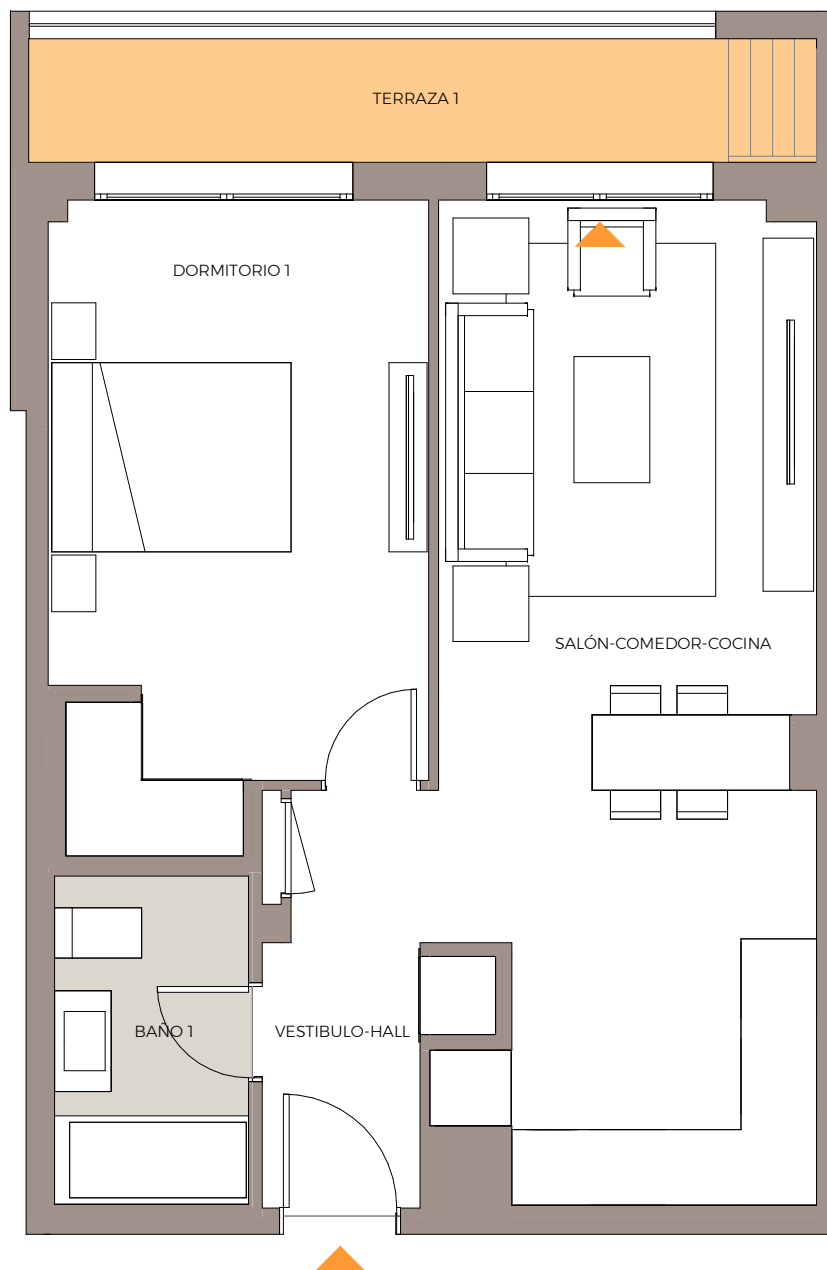 TERRAZA 1
DORMITORIO 1
SALÓN-COMEDOR-COCINA
BAÑO 1
VESTIBULO-HALL